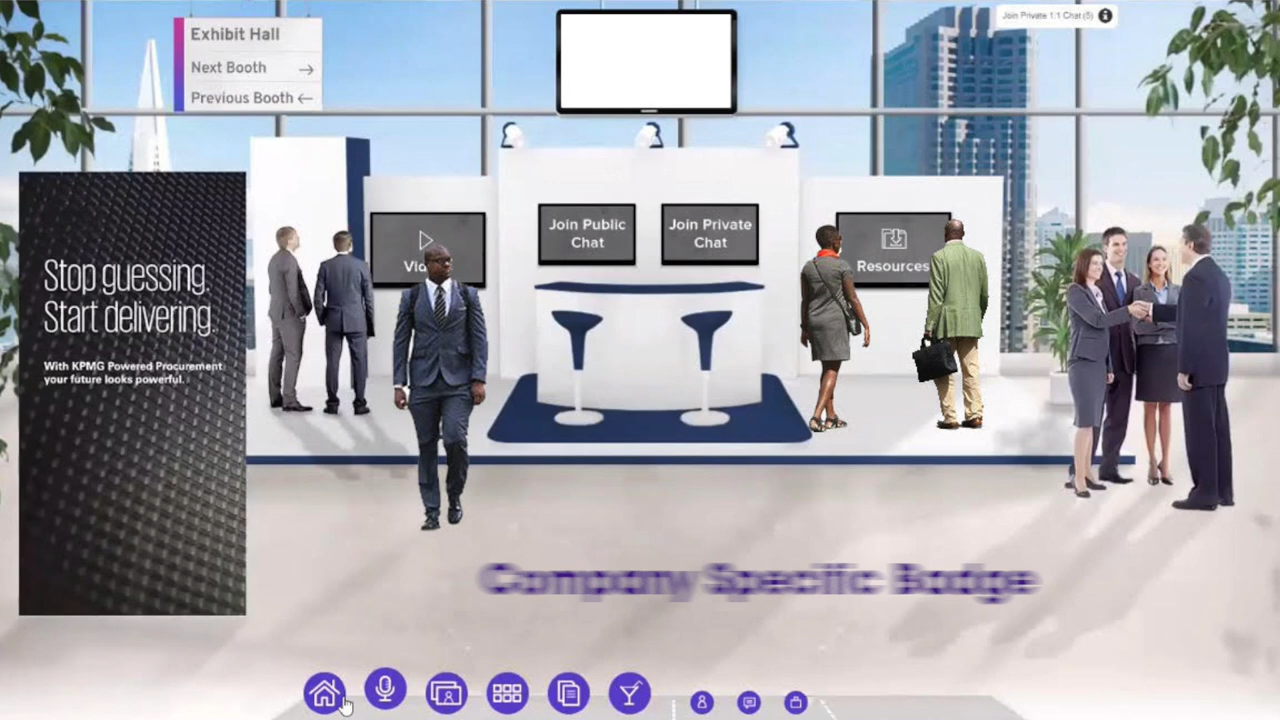 Exhibit Hall
Next Booth →
Previous Booth ←
Join Private 1:1 Chat (5)
Stop guessing.
Start delivering.
With KPMG Powered Procurement
your future looks powerful.
Join Public
Chat
Join Private
Chat
Resources
Company Specific Badge